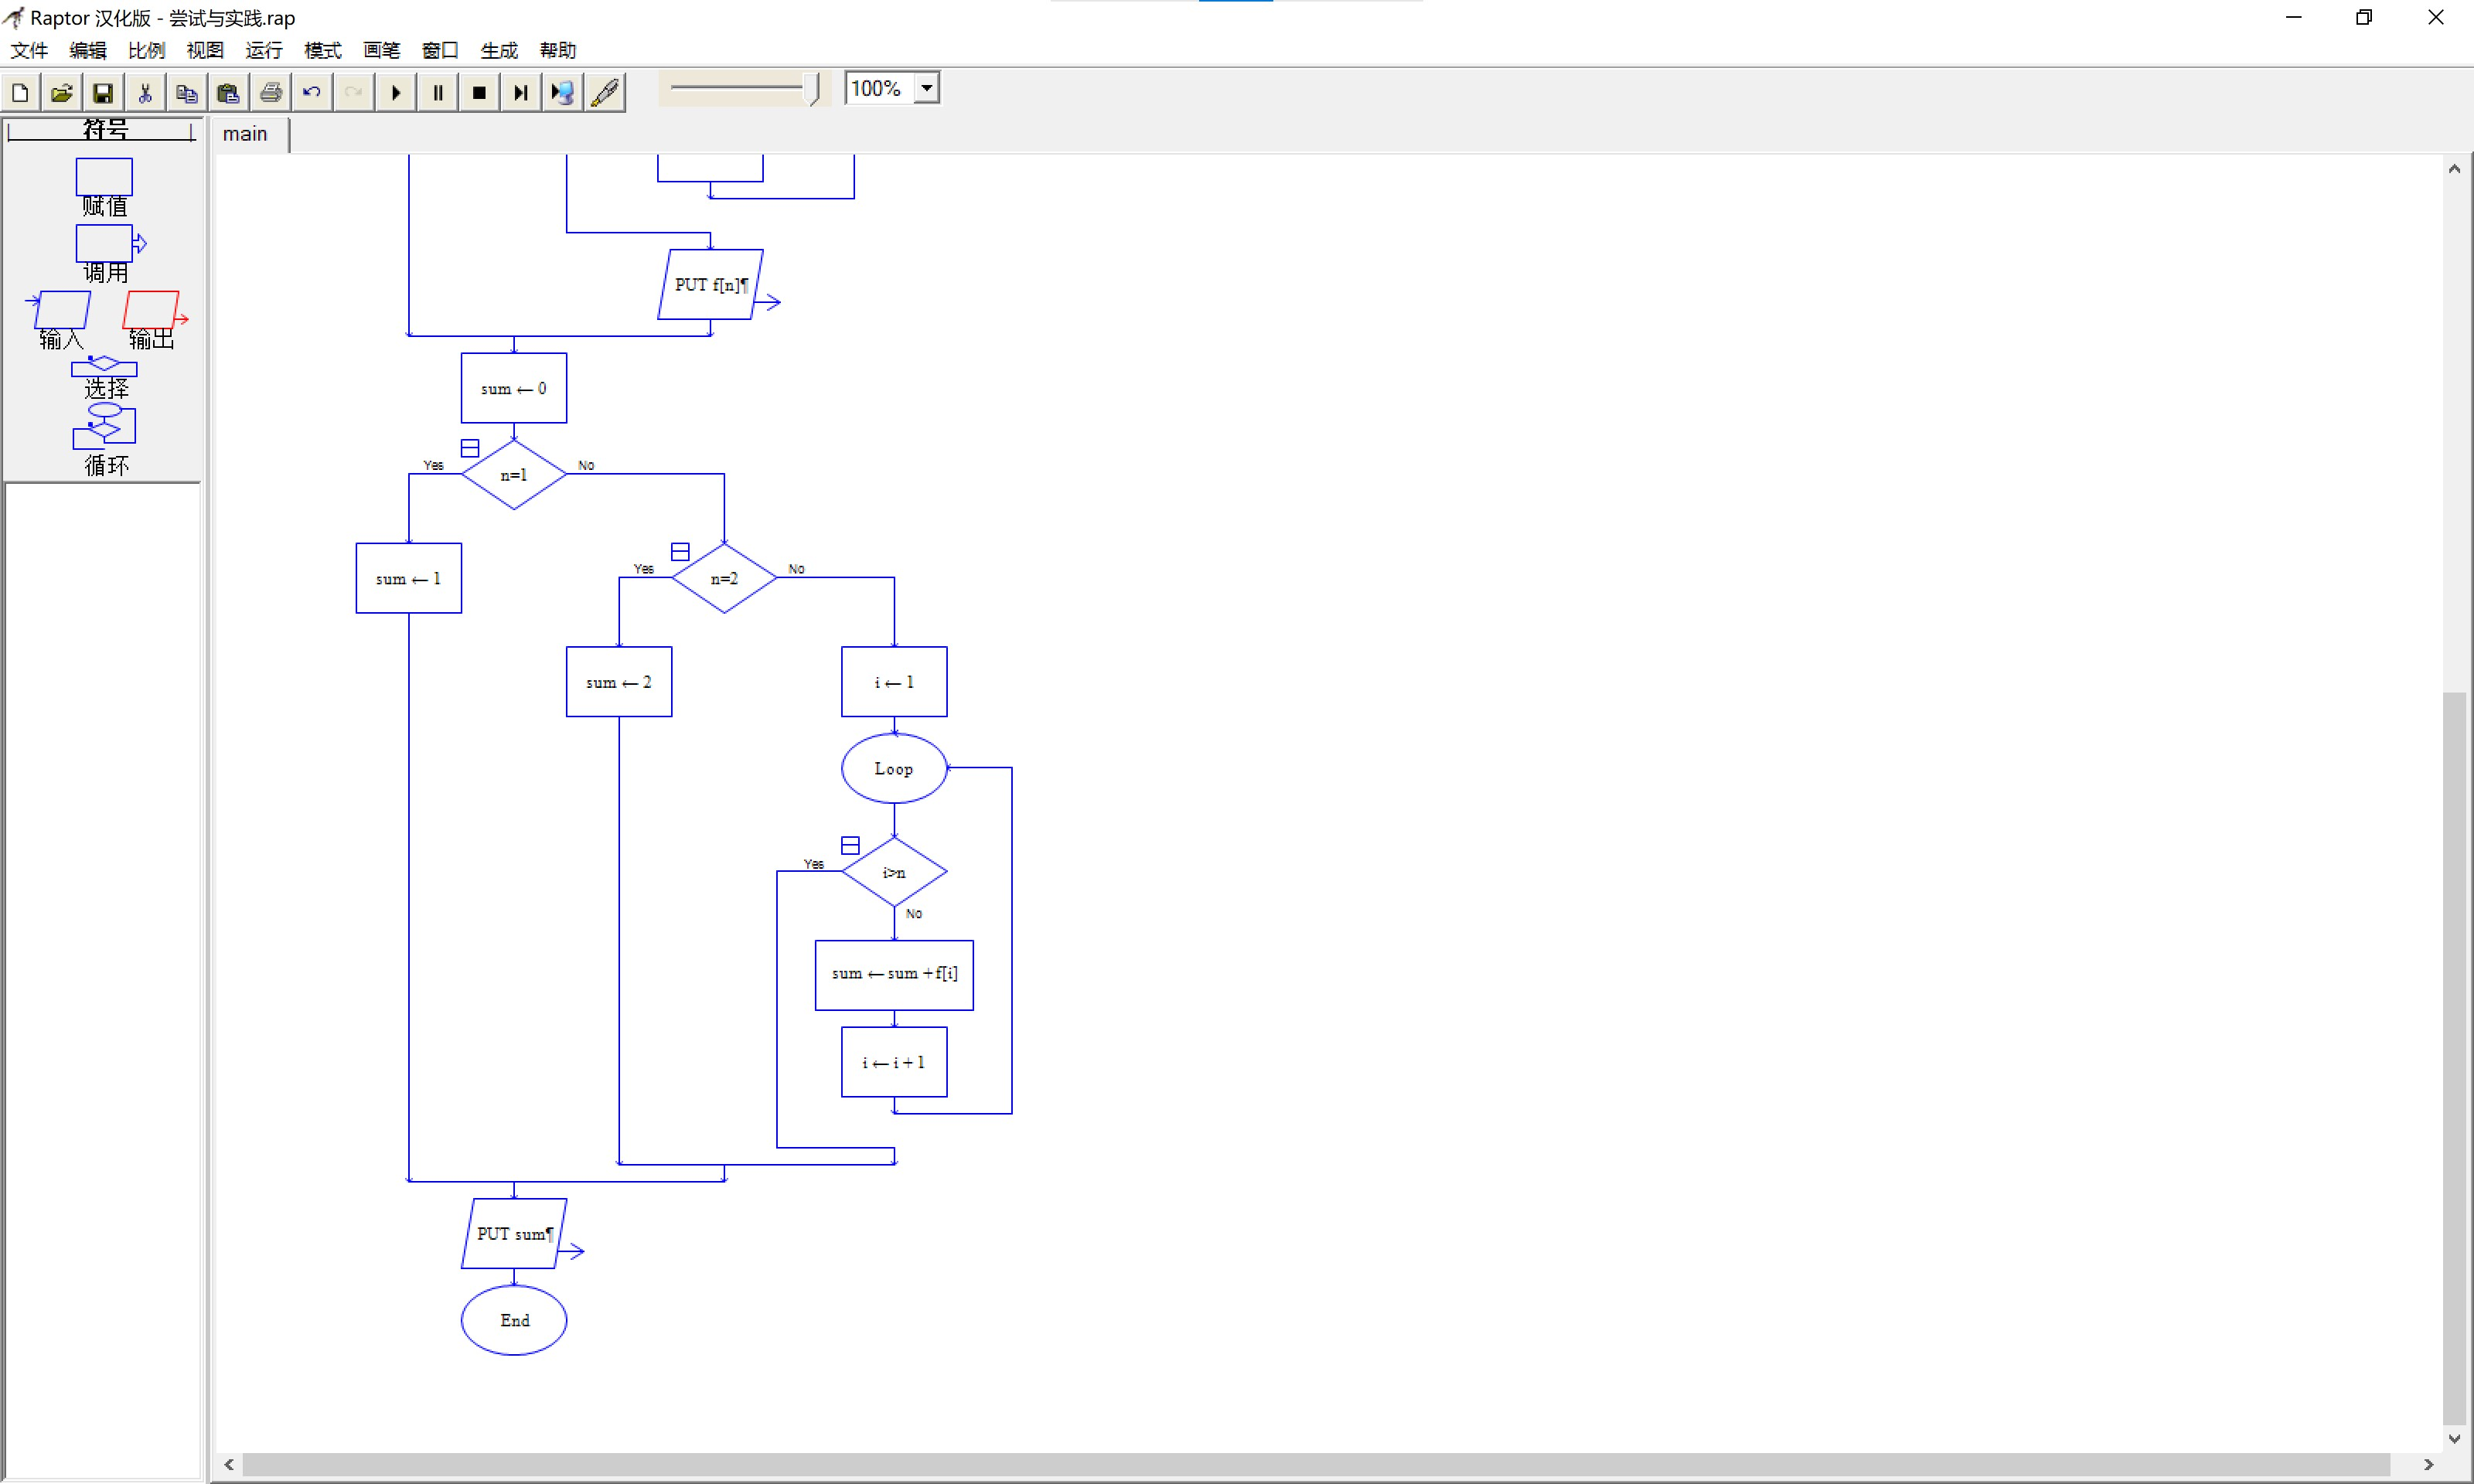 Raptor 汉化版 - 尝试与实践.rap
文件 编辑 比例 视图 运行 模式 画笔 窗口 生成 帮助
100%
符号
main
赋值
调用
输入 输出
选择
循环
PUT f[n]¶
sum ← 0
Yes n=1 No
sum ← 1
Yes n=2 No
sum ← 2
i ← 1
Loop
Yes i>n
No
sum ← sum + f[i]
i ← i + 1
PUT sum¶
End